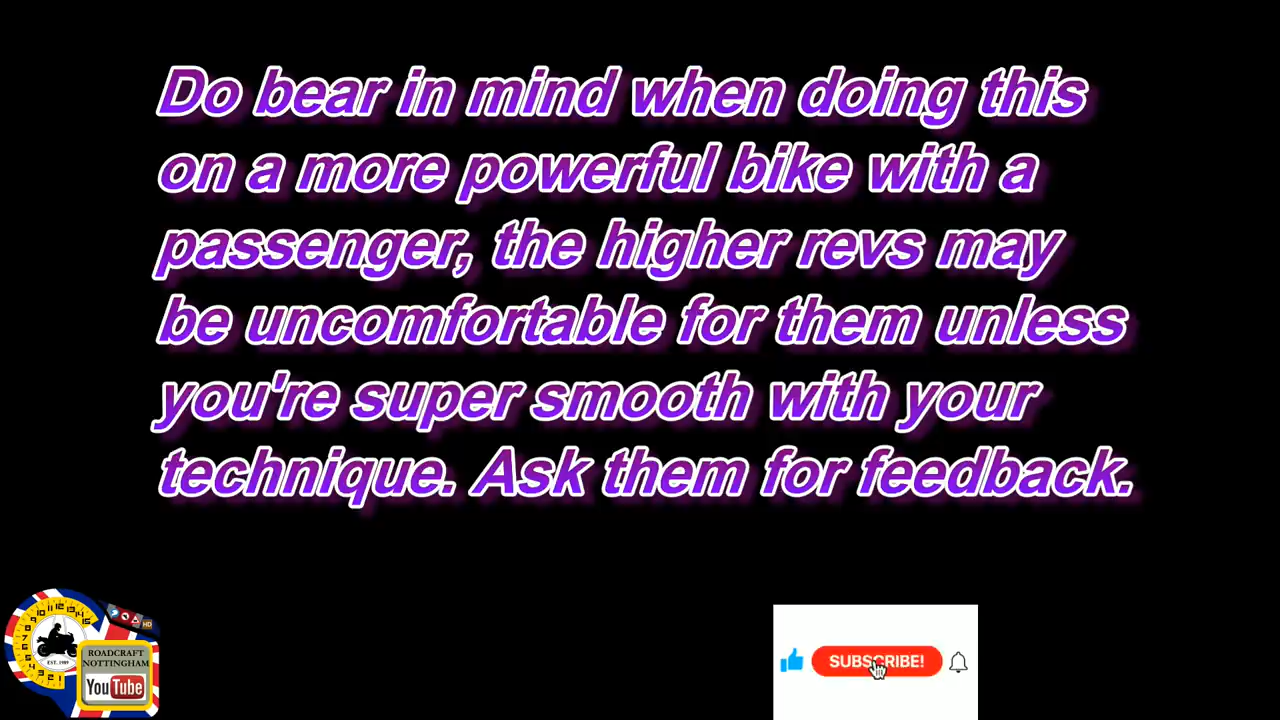 Do bear in mind when doing this
on a more powerful bike with a
passenger, the higher revs may
be uncomfortable for them unless
you're super smooth with your
technique. Ask them for feedback.
EST. 1989
HD
ROADCRAFT
NOTTINGHAM
YouTube
SUBSCRIBE!